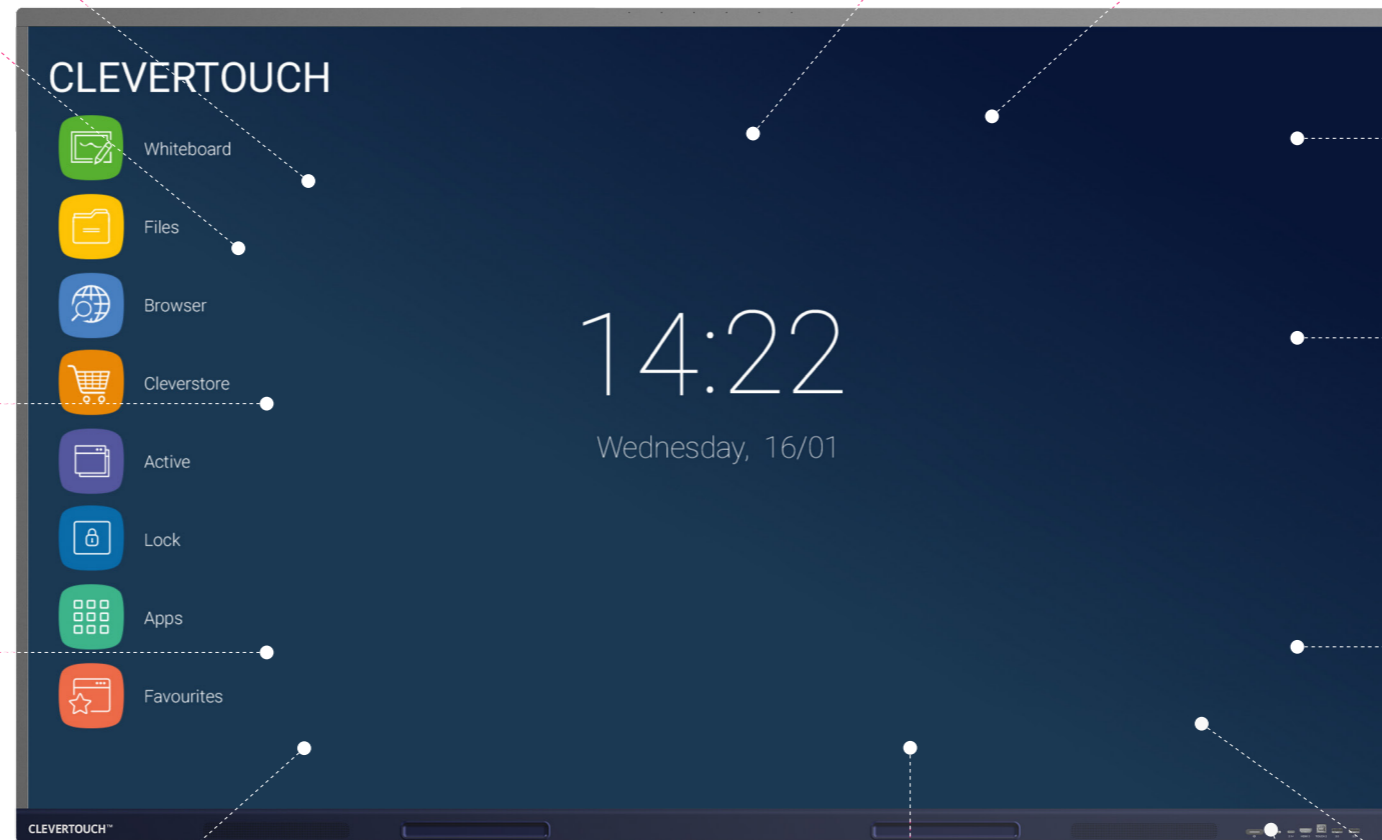 CLEVERTOUCH
Whiteboard
Files
Browser
Cleverstore
Active
Lock
Apps
Favourites
14:22
Wednesday, 16/01
CLEVERTOUCH™